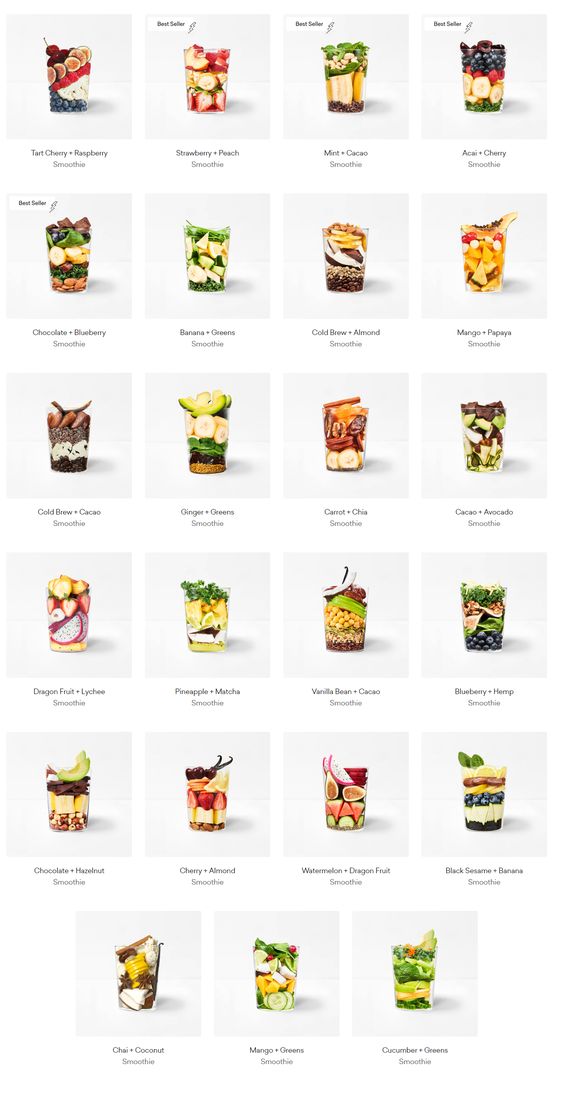 Best Seller
Best Seller
Best Seller
Tart Cherry + Raspberry
Smoothie
Strawberry + Peach
Smoothie
Mint + Cacao
Smoothie
Acai + Cherry
Smoothie
Best Seller
Chocolate + Blueberry
Smoothie
Banana + Greens
Smoothie
Cold Brew + Almond
Smoothie
Mango + Papaya
Smoothie
Cold Brew + Cacao
Smoothie
Ginger + Greens
Smoothie
Carrot + Chia
Smoothie
Cacao + Avocado
Smoothie
Dragon Fruit + Lychee
Smoothie
Pineapple + Matcha
Smoothie
Vanilla Bean + Cacao
Smoothie
Blueberry + Hemp
Smoothie
Chocolate + Hazelnut
Smoothie
Cherry + Almond
Smoothie
Watermelon + Dragon Fruit
Smoothie
Black Sesame + Banana
Smoothie
Chai + Coconut
Smoothie
Mango + Greens
Smoothie
Cucumber + Greens
Smoothie